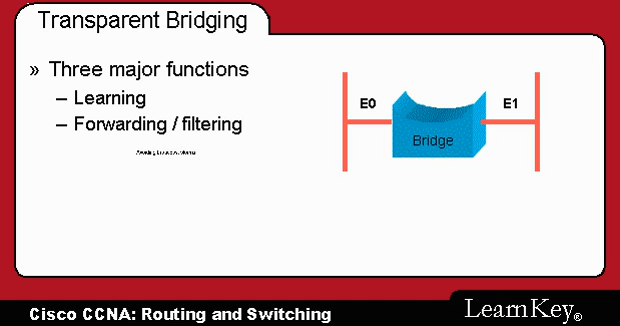 Transparent Bridging
» Three major functions
– Learning
– Forwarding / filtering
E0
E1
Bridge
Cisco CCNA: Routing and Switching
LearnKey®